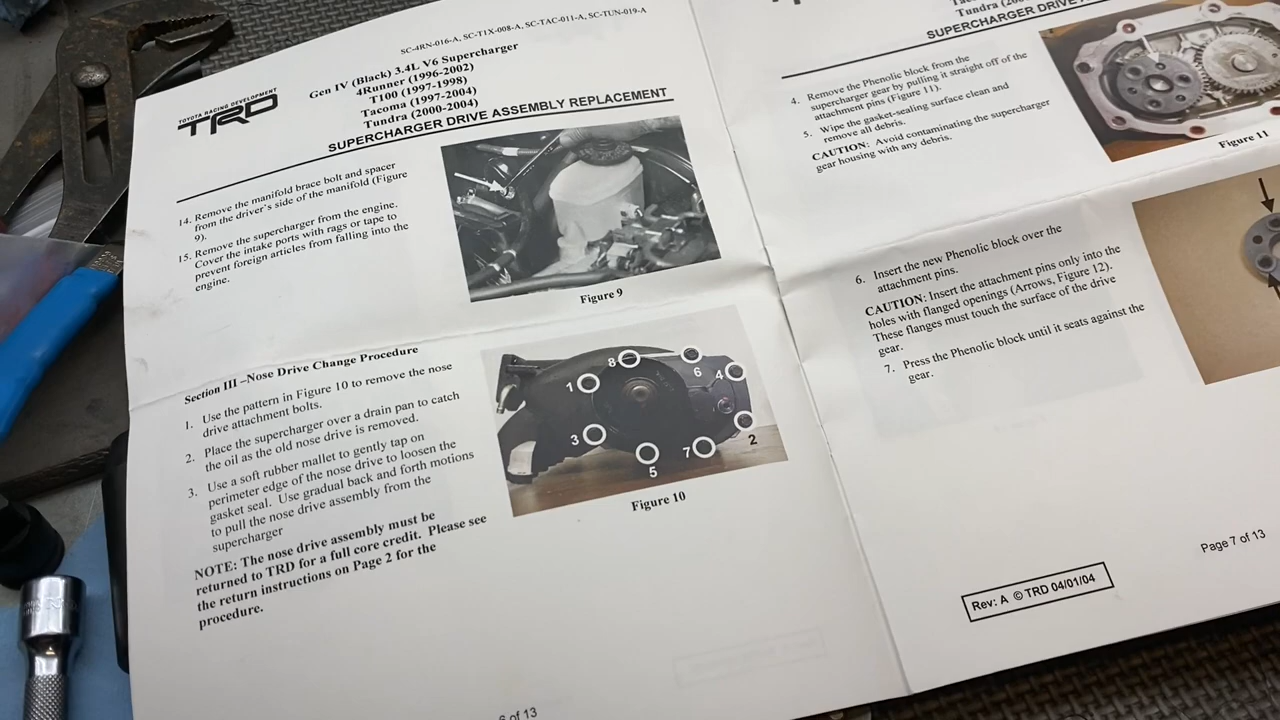 SC-4RN-016-A, SC-T1X-008-A, SC-TAC-011-A, SC-TUN-019-A
TOYOTA RACING DEVELOPMENT
TRD
Gen IV (Black) 3.4L V6 Supercharger
4Runner (1996-2002)
T100 (1997-1998)
Tacoma (1997-2004)
Tundra (2000-2004)
SUPERCHARGER DRIVE ASSEMBLY REPLACEMENT
14. Remove the manifold brace bolt and spacer
from the driver's side of the manifold (Figure
9).
15. Remove the supercharger from the engine.
Cover the intake ports with rags or tape to
prevent foreign articles from falling into the
engine.
Figure 9
Section III –Nose Drive Change Procedure
1. Use the pattern in Figure 10 to remove the nose
drive attachment bolts.
2. Place the supercharger over a drain pan to catch
the oil as the old nose drive is removed.
3. Use a soft rubber mallet to gently tap on
perimeter edge of the nose drive to loosen the
gasket seal. Use gradual back and forth motions
to pull the nose drive assembly from the
supercharger
NOTE: The nose drive assembly must be
returned to TRD for a full core credit. Please see
the return instructions on Page 2 for the
procedure.
8
6
1
4
3
2
7
5
Figure 10
6 of 13
Tundra (200
SUPERCHARGER DRIVE
4. Remove the Phenolic block from the
supercharger gear by pulling it straight off of the
attachment pins (Figure 11).
5. Wipe the gasket-sealing surface clean and
remove all debris.
CAUTION: Avoid contaminating the supercharger
gear housing with any debris.
Figure 11
6. Insert the new Phenolic block over the
attachment pins.
CAUTION: Insert the attachment pins only into the
holes with flanged openings (Arrows, Figure 12).
These flanges must touch the surface of the drive
gear.
7. Press the Phenolic block until it seats against the
gear.
Page 7 of 13
Rev: A © TRD 04/01/04